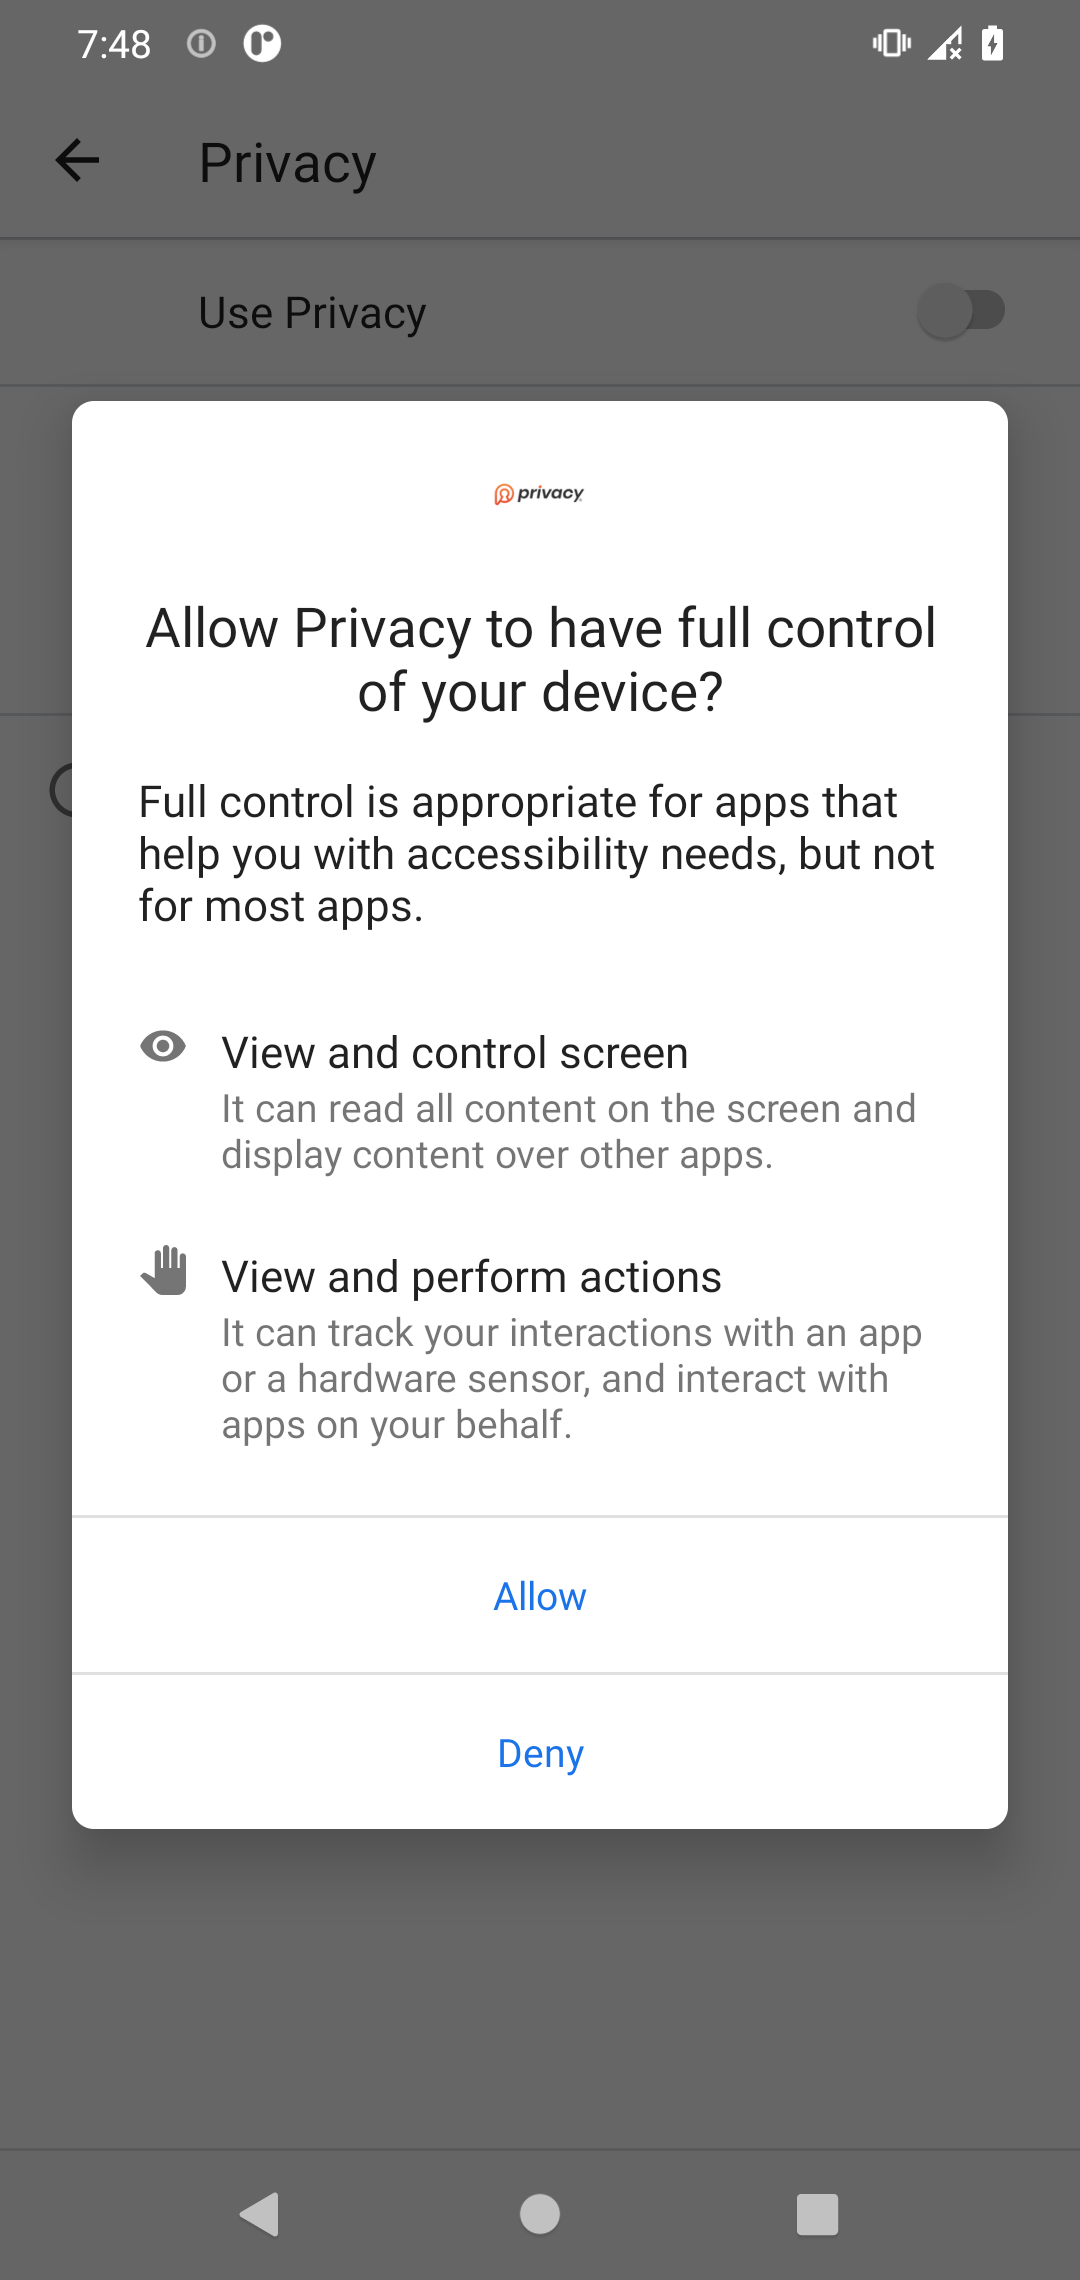 7:48
Privacy
Use Privacy
privacy
Allow Privacy to have full control
of your device?
Full control is appropriate for apps that
help you with accessibility needs, but not
for most apps.
View and control screen
It can read all content on the screen and
display content over other apps.
View and perform actions
It can track your interactions with an app
or a hardware sensor, and interact with
apps on your behalf.
Allow
Deny